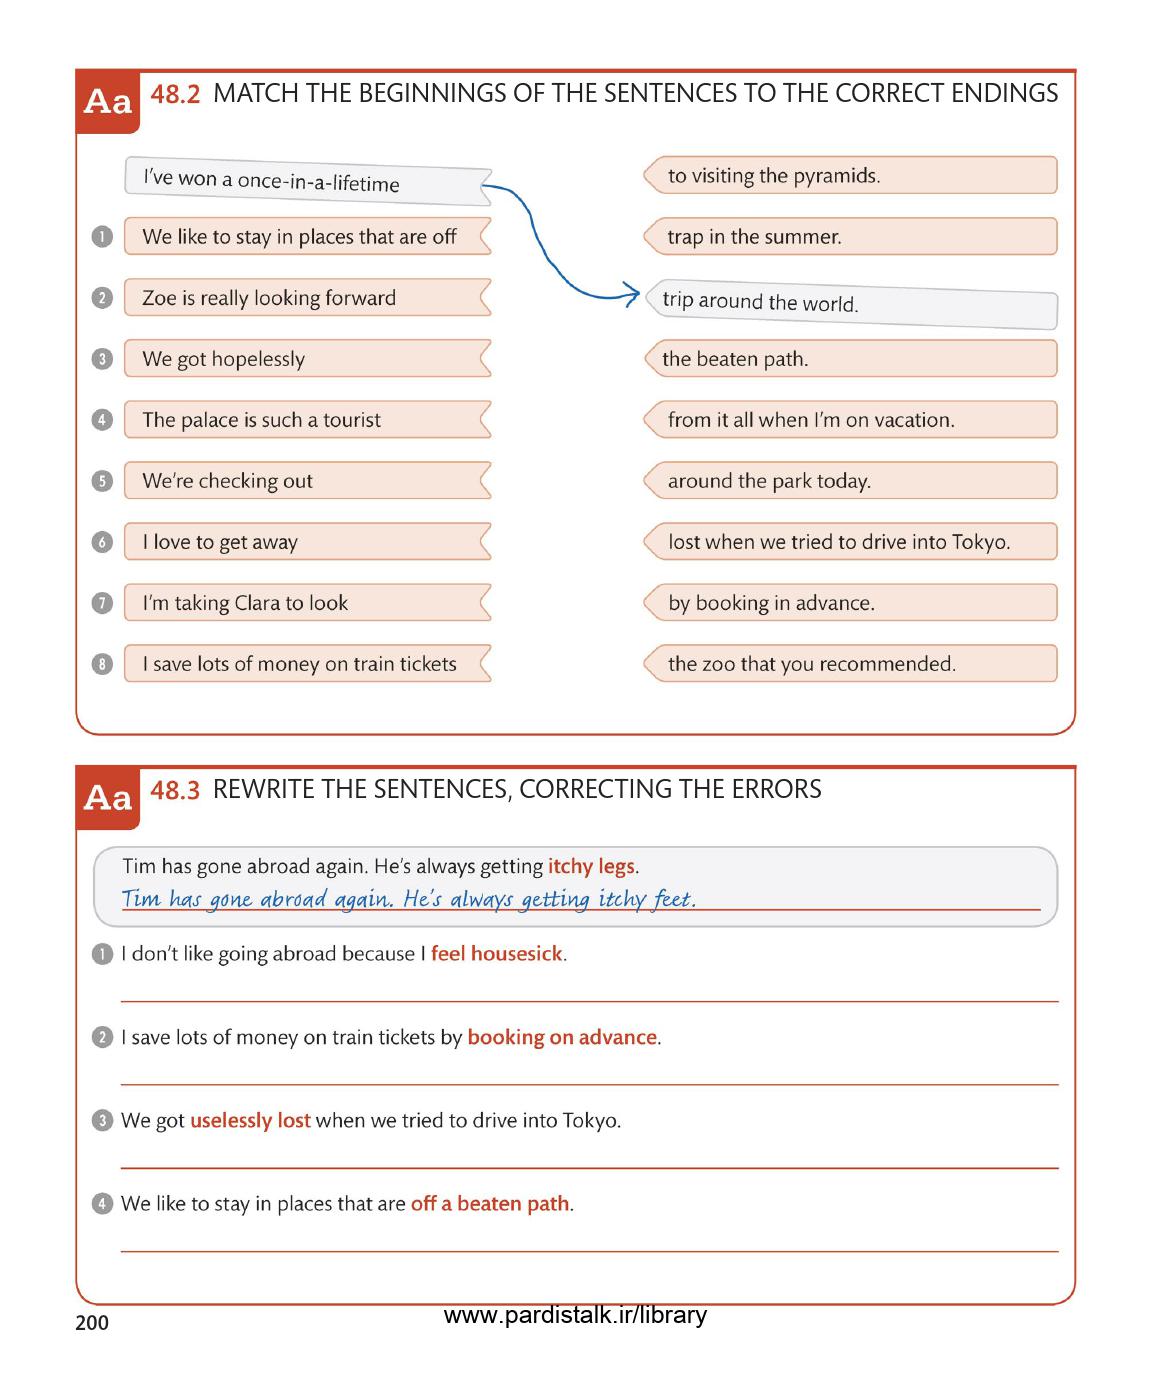 Aa 48.2 MATCH THE BEGINNINGS OF THE SENTENCES TO THE CORRECT ENDINGS
I've won a once-in-a-lifetime
to visiting the pyramids.
1 We like to stay in places that are off
trap in the summer.
2 Zoe is really looking forward
trip around the world.
3 We got hopelessly
the beaten path.
4 The palace is such a tourist
from it all when I'm on vacation.
5 We're checking out
around the park today.
6 I love to get away
lost when we tried to drive into Tokyo.
7 I'm taking Clara to look
by booking in advance.
8 I save lots of money on train tickets
the zoo that you recommended.
Aa 48.3 REWRITE THE SENTENCES, CORRECTING THE ERRORS
Tim has gone abroad again. He's always getting itchy legs.
Tim has gone abroad again. He's always getting itchy feet.
1 I don't like going abroad because I feel housesick.
2 I save lots of money on train tickets by booking on advance.
3 We got uselessly lost when we tried to drive into Tokyo.
4 We like to stay in places that are off a beaten path.
200
www.pardistalk.ir/library